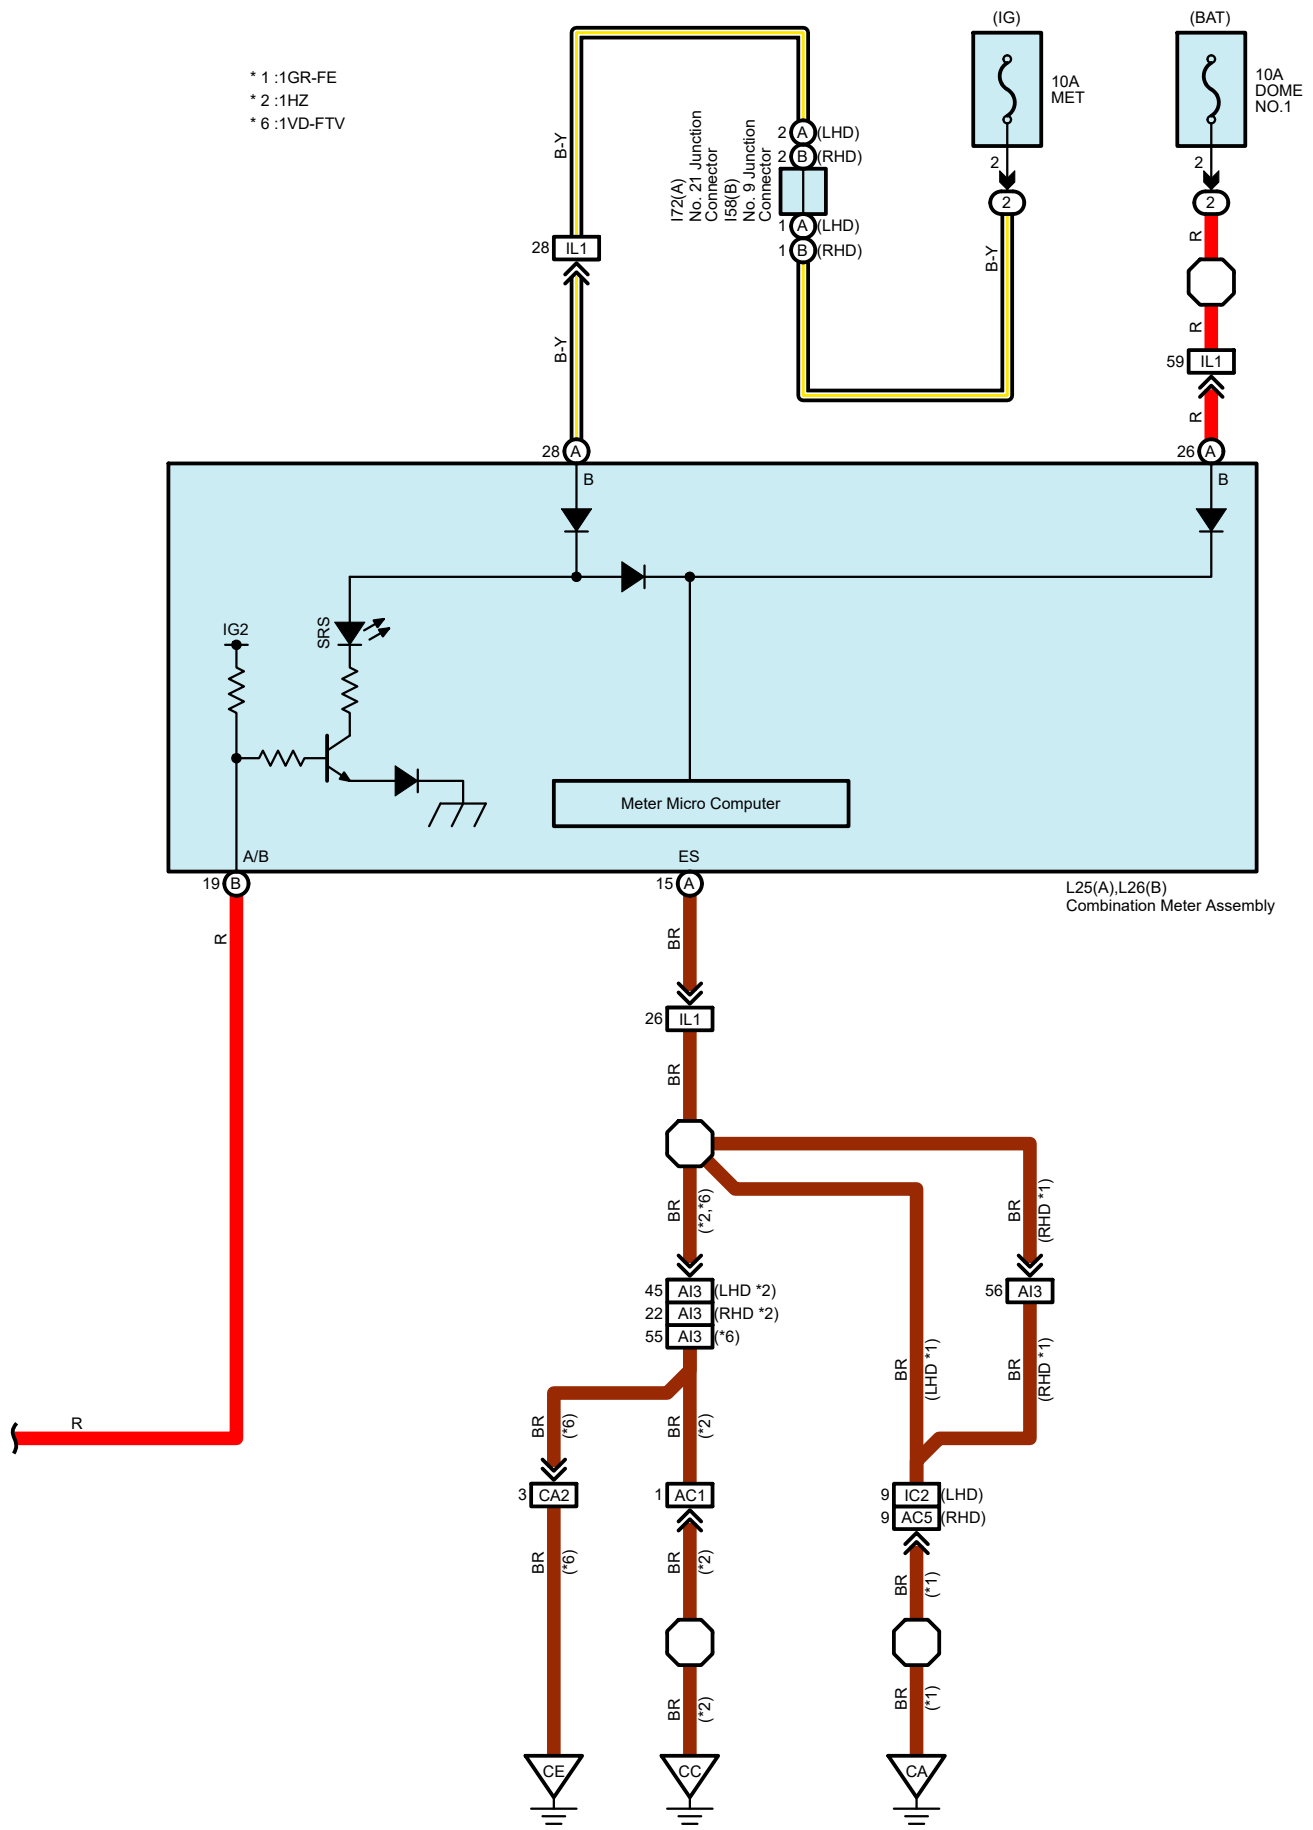 (IG)
(BAT)
* 1 :1GR-FE
* 2 :1HZ
* 6 :1VD-FTV
10A
MET
10A
DOME
NO.1
B-Y
I72(A)
No. 21 Junction
Connector
I58(B)
No. 9 Junction
Connector
2 A (LHD)
2 B (RHD)
1 A (LHD)
1 B (RHD)
2
2
2
2
R
B-Y
28 IL1
R
59 IL1
B-Y
R
28 A
26 A
B
B
IG2
SRS
Meter Micro Computer
A/B
ES
19 B
15 A
L25(A),L26(B)
Combination Meter Assembly
R
BR
26 IL1
BR
BR
(*2,*6)
BR
(RHD *1)
45 AI3 (LHD *2)
22 AI3 (RHD *2)
55 AI3 (*6)
56 AI3
BR
(LHD *1)
BR
(RHD *1)
R
BR
(*6)
BR
(*2)
3 CA2
1 AC1
9 IC2 (LHD)
9 AC5 (RHD)
BR
(*6)
BR
(*2)
BR
(*1)
BR
(*2)
BR
(*1)
CE
CC
CA